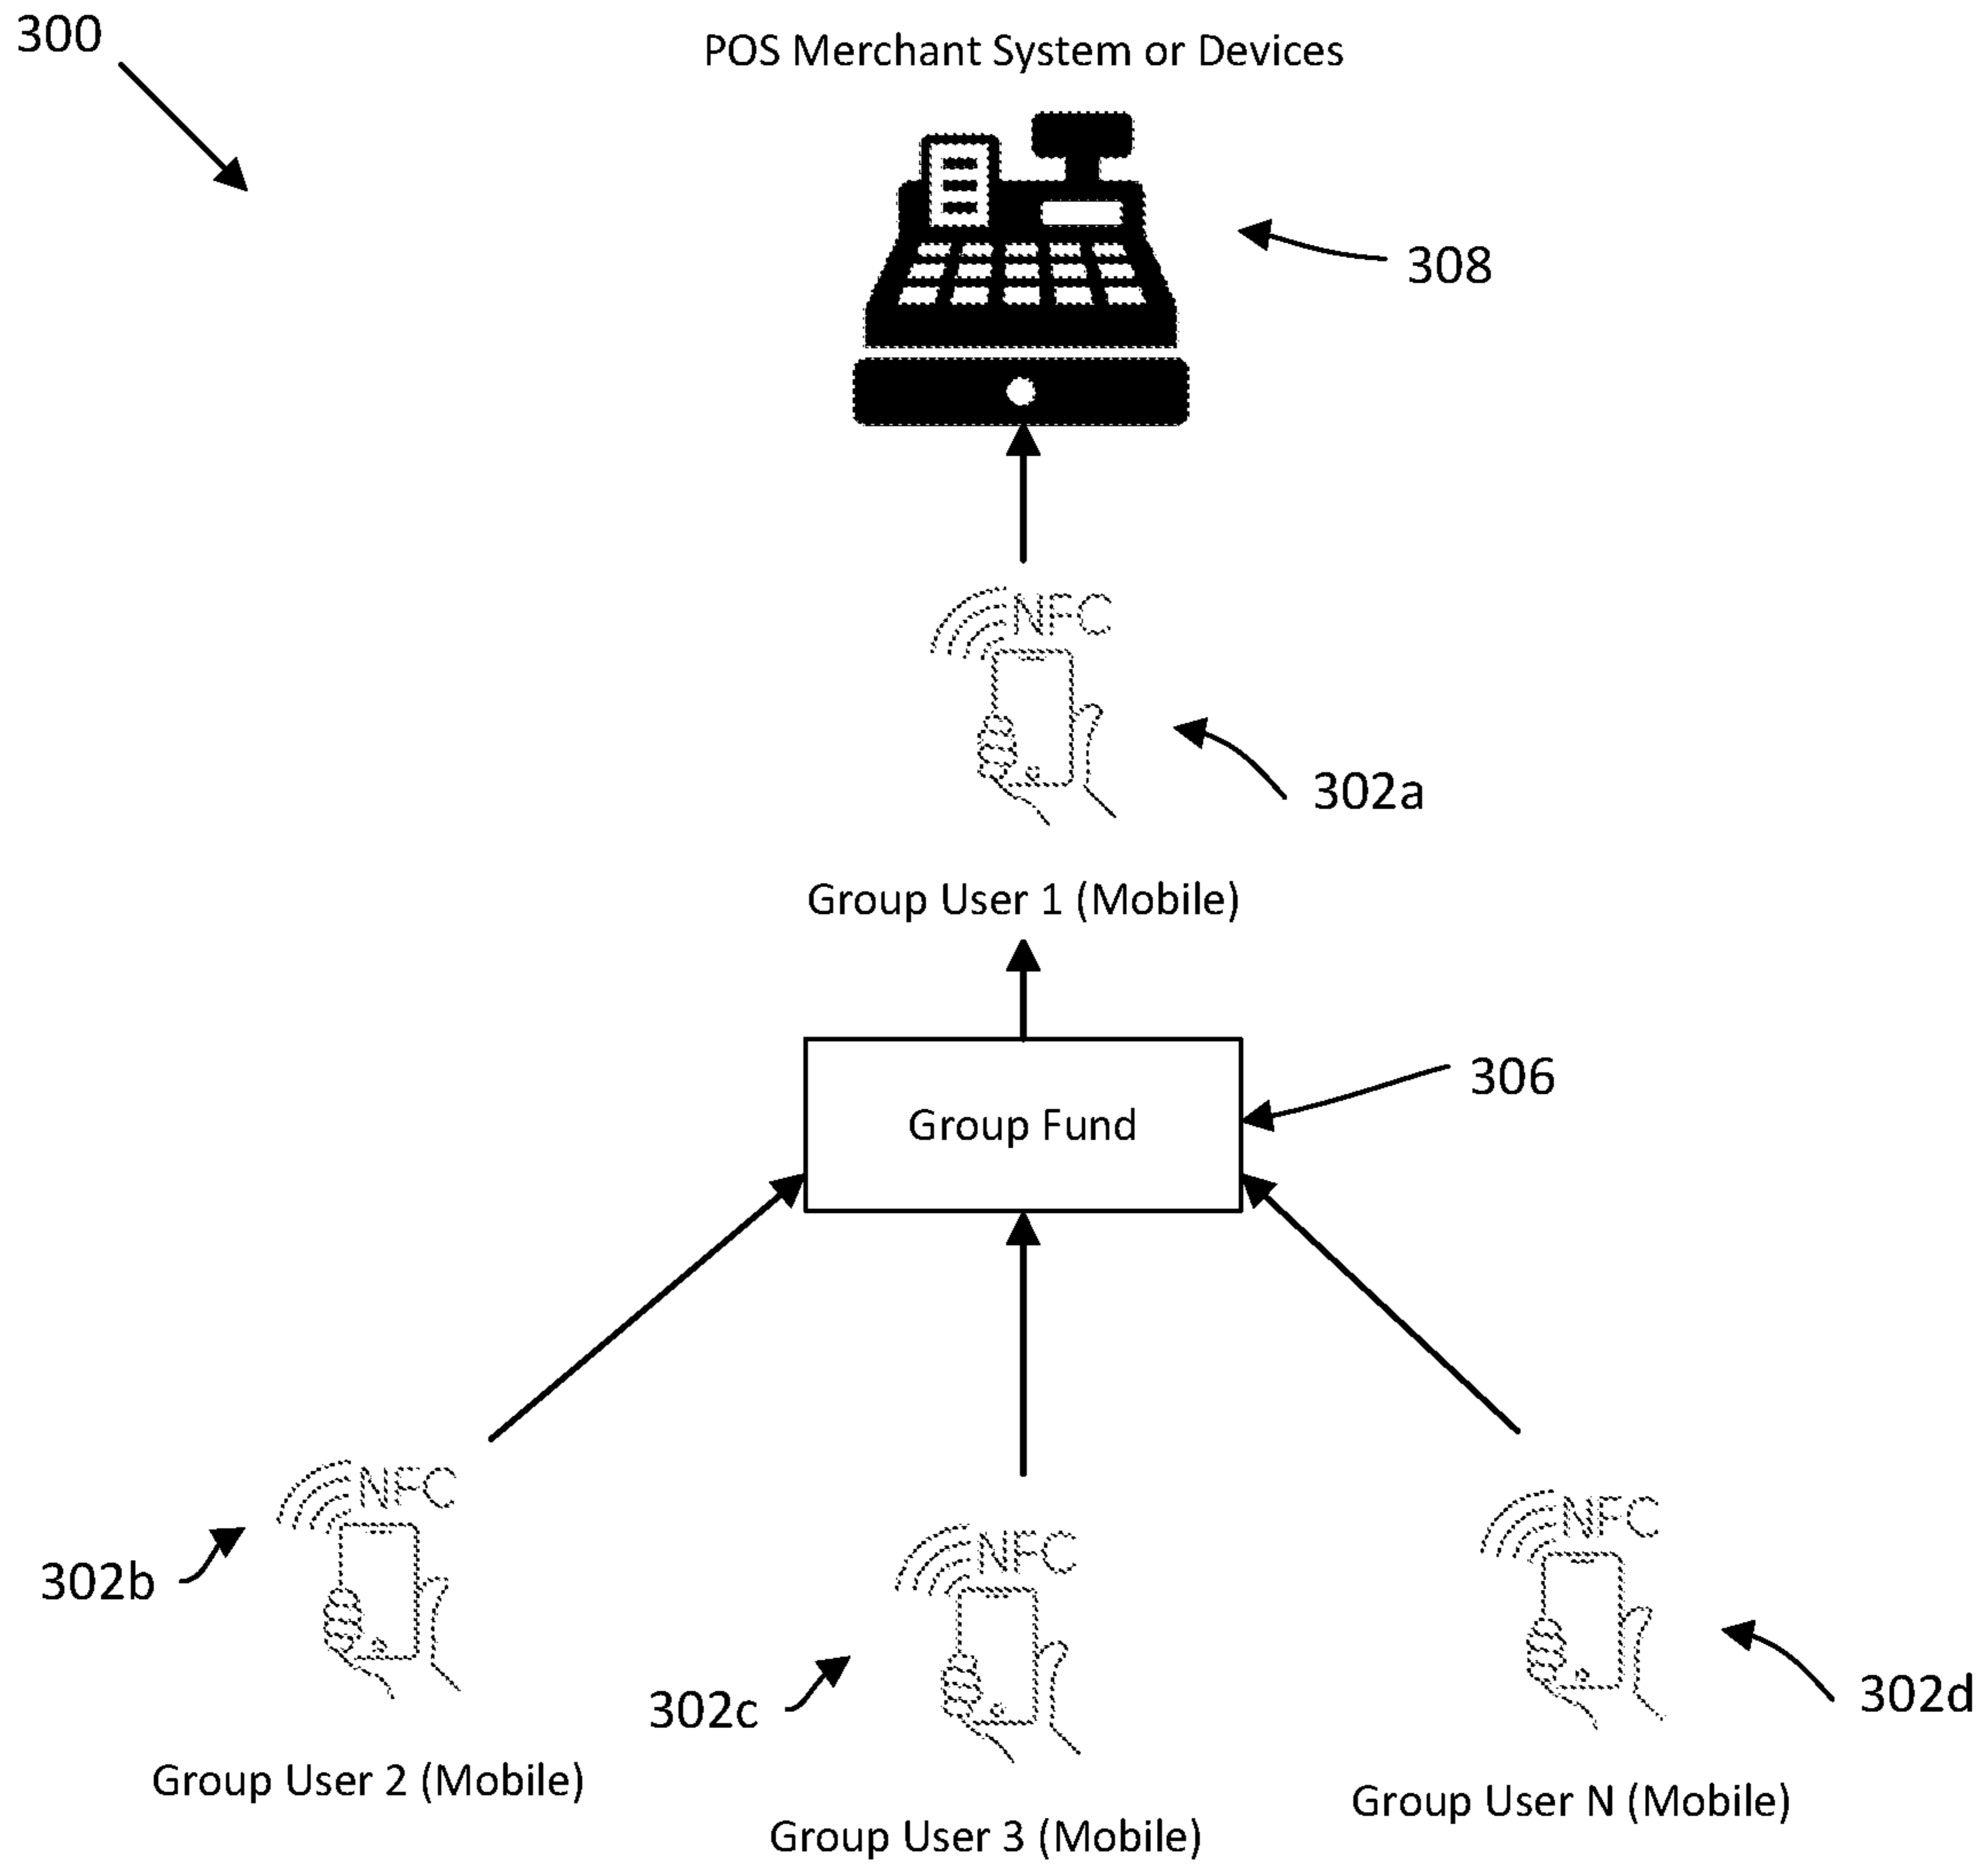 300
POS Merchant System or Devices
308
NFC
302a
Group User 1 (Mobile)
306
Group Fund
NFC
302b
Group User 2 (Mobile)
NFC
302c
Group User 3 (Mobile)
NFC
302d
Group User N (Mobile)